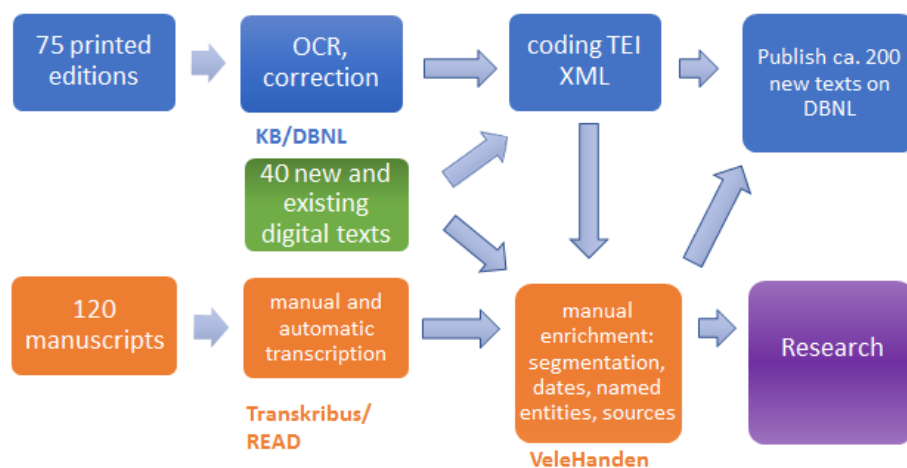 75 printed
editions
OCR,
correction
coding TEI
XML
Publish ca. 200
new texts on
DBNL
KB/DBNL
40 new and
existing
digital texts
120
manuscripts
manual and
automatic
transcription
manual
enrichment:
segmentation,
dates, named
entities, sources
Research
Transkribus/
READ
VeleHanden